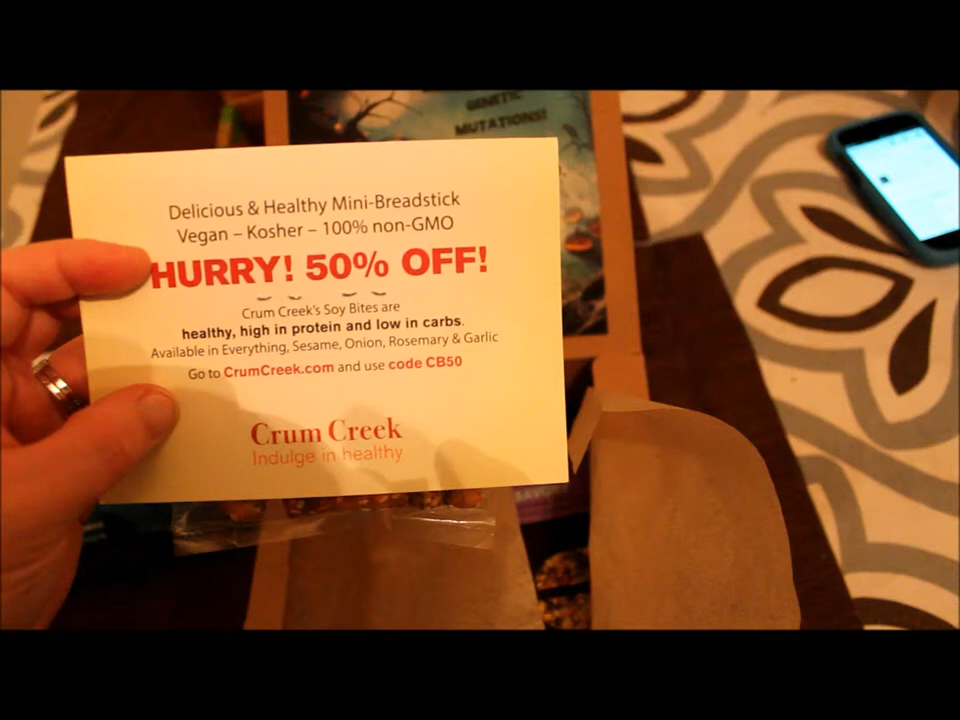 GENETIC
MUTATIONS!
Delicious & Healthy Mini-Breadstick
Vegan – Kosher – 100% non-GMO
HURRY! 50% OFF!
Crum Creek's Soy Bites are
healthy, high in protein and low in carbs.
Available in Everything, Sesame, Onion, Rosemary & Garlic
Go to CrumCreek.com and use code CB50
Crum Creek
Indulge in healthy